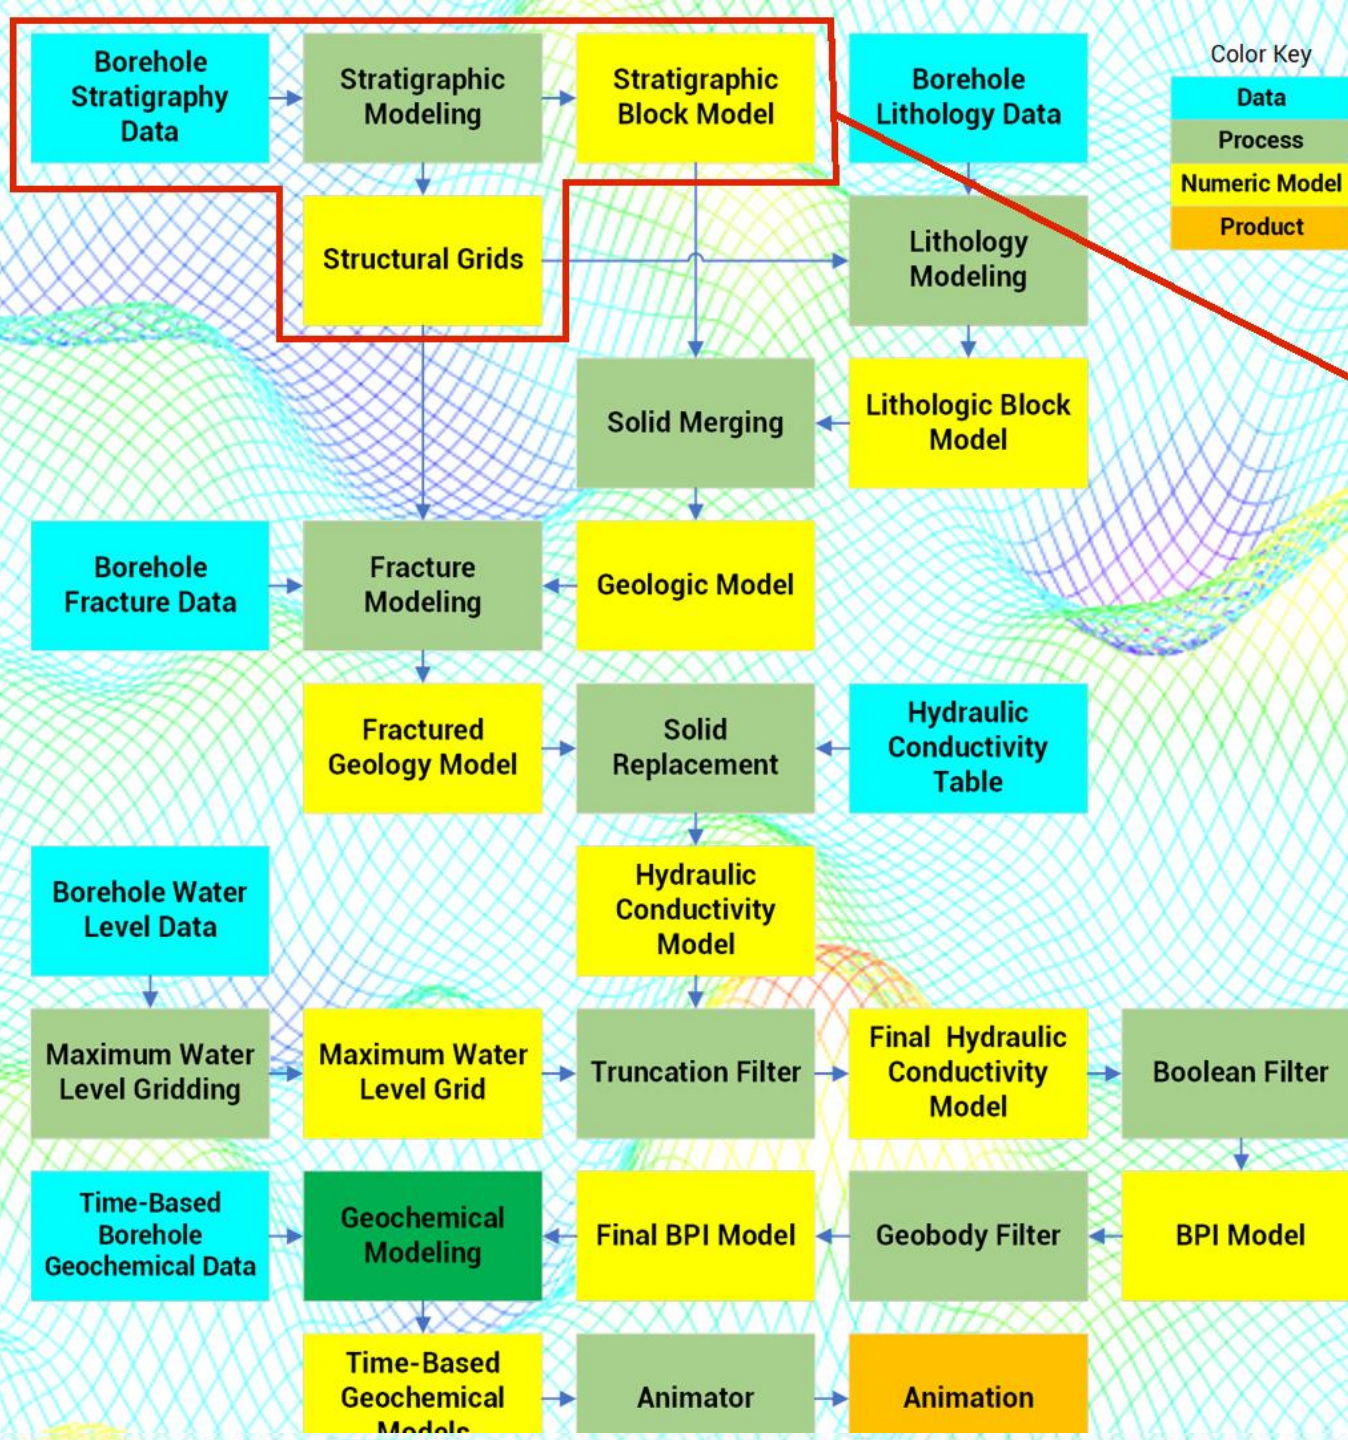 Borehole
Stratigraphy
Data
Stratigraphic
Modeling
Stratigraphic
Block Model
Borehole
Lithology Data
Color Key
Data
Process
Numeric Model
Product
Structural Grids
Lithology
Modeling
Solid Merging
Lithologic Block
Model
Borehole
Fracture Data
Fracture
Modeling
Geologic Model
Fractured
Geology Model
Solid
Replacement
Hydraulic
Conductivity
Table
Borehole Water
Level Data
Hydraulic
Conductivity
Model
Maximum Water
Level Gridding
Maximum Water
Level Grid
Truncation Filter
Final  Hydraulic
Conductivity
Model
Boolean Filter
Time-Based
Borehole
Geochemical Data
Geochemical
Modeling
Final BPI Model
Geobody Filter
BPI Model
Time-Based
Geochemical
Models
Animator
Animation